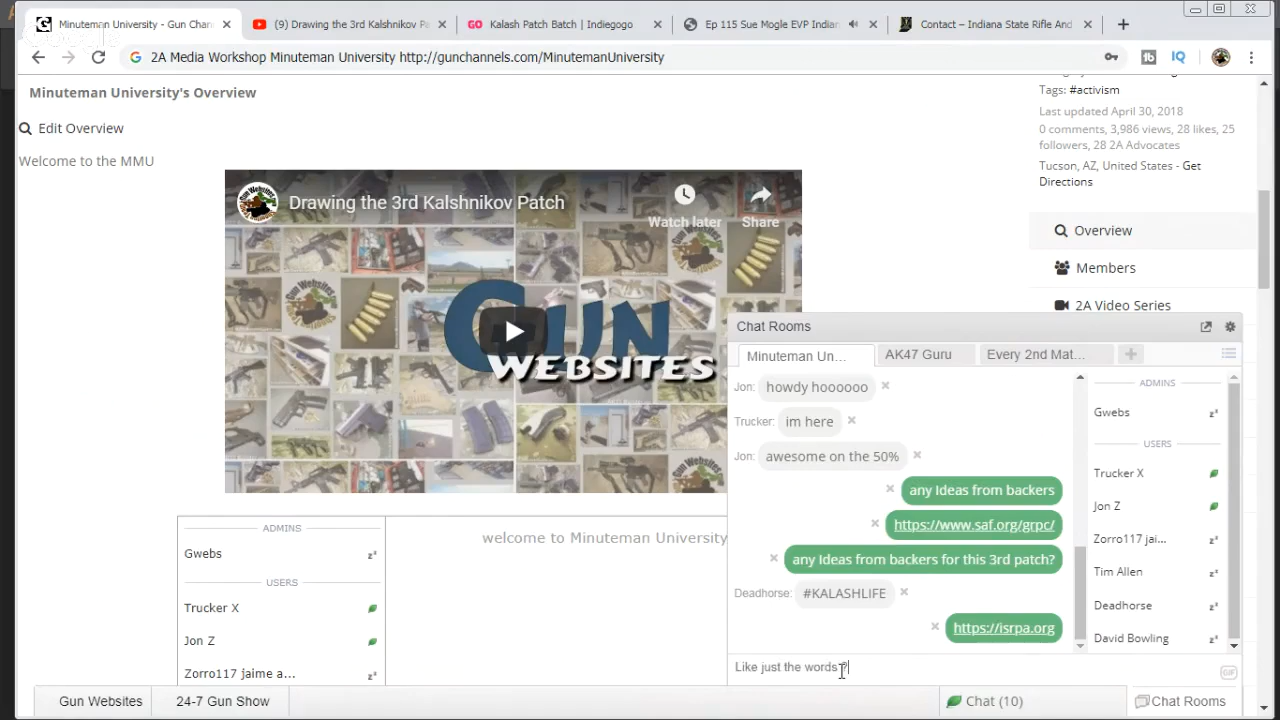 Minuteman University - Gun Chan
(9) Drawing the 3rd Kalshnikov Pa
GO Kalash Patch Batch | Indiegogo
Ep 115 Sue Mogle EVP Indian
Contact – Indiana State Rifle And
2A Media Workshop Minuteman University http://gunchannels.com/MinutemanUniversity
Minuteman University's Overview
Edit Overview
Welcome to the MMU
Drawing the 3rd Kalshnikov Patch
Watch later
Share
GUN
WEBSITES
Tags: #activism
Last updated April 30, 2018
0 comments, 3,986 views, 28 likes, 25
followers, 28 2A Advocates
Tucson, AZ, United States - Get
Directions
Overview
Members
2A Video Series
ADMINS
Gwebs
USERS
Trucker X
Jon Z
Zorro117 jaime a...
welcome to Minuteman University
Chat Rooms
Minuteman Un...
AK47 Guru
Every 2nd Mat...
Jon: howdy hoooooo
Trucker: im here
Jon: awesome on the 50%
any Ideas from backers
https://www.saf.org/grpc/
any Ideas from backers for this 3rd patch?
Deadhorse: #KALASHLIFE
https://isrpa.org
Like just the words ?
GIF
ADMINS
Gwebs
USERS
Trucker X
Jon Z
Zorro117 jai...
Tim Allen
Deadhorse
David Bowling
Gun Websites
24-7 Gun Show
Chat (10)
Chat Rooms